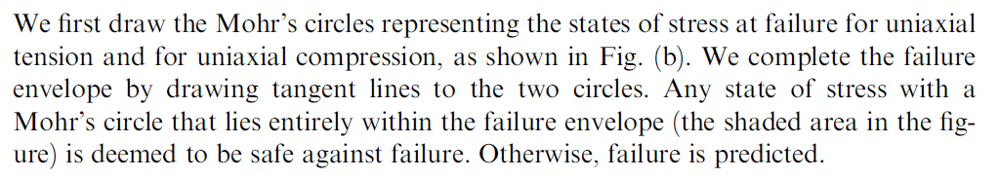 We first draw the Mohr's circles representing the states of stress at failure for uniaxial
tension and for uniaxial compression, as shown in Fig. (b). We complete the failure
envelope by drawing tangent lines to the two circles. Any state of stress with a
Mohr's circle that lies entirely within the failure envelope (the shaded area in the fig-
ure) is deemed to be safe against failure. Otherwise, failure is predicted.